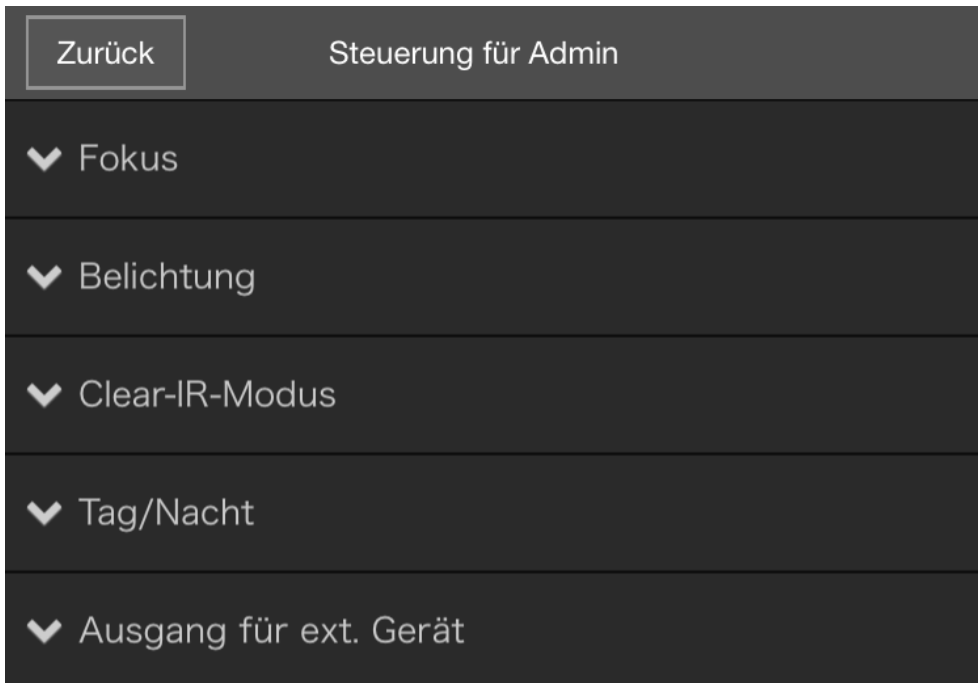 Zurück
Steuerung für Admin
Fokus
Belichtung
Clear-IR-Modus
Tag/Nacht
Ausgang für ext. Gerät